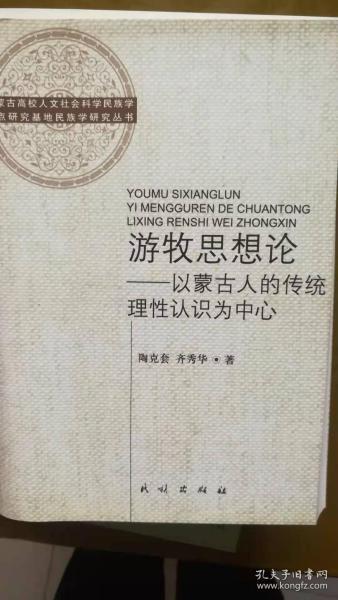 蒙古高校人文社会科学民族学
点研究基地民族学研究丛书
YOUMU SIXIANGLUN
YI MENGGUREN DE CHUANTONG
LIXING RENSHI WEI ZHONGXIN
游牧思想论
——以蒙古人的传统
理性认识为中心
陶克套 齐秀华·著
民族出版社
孔夫子旧书网
www.kongfz.com